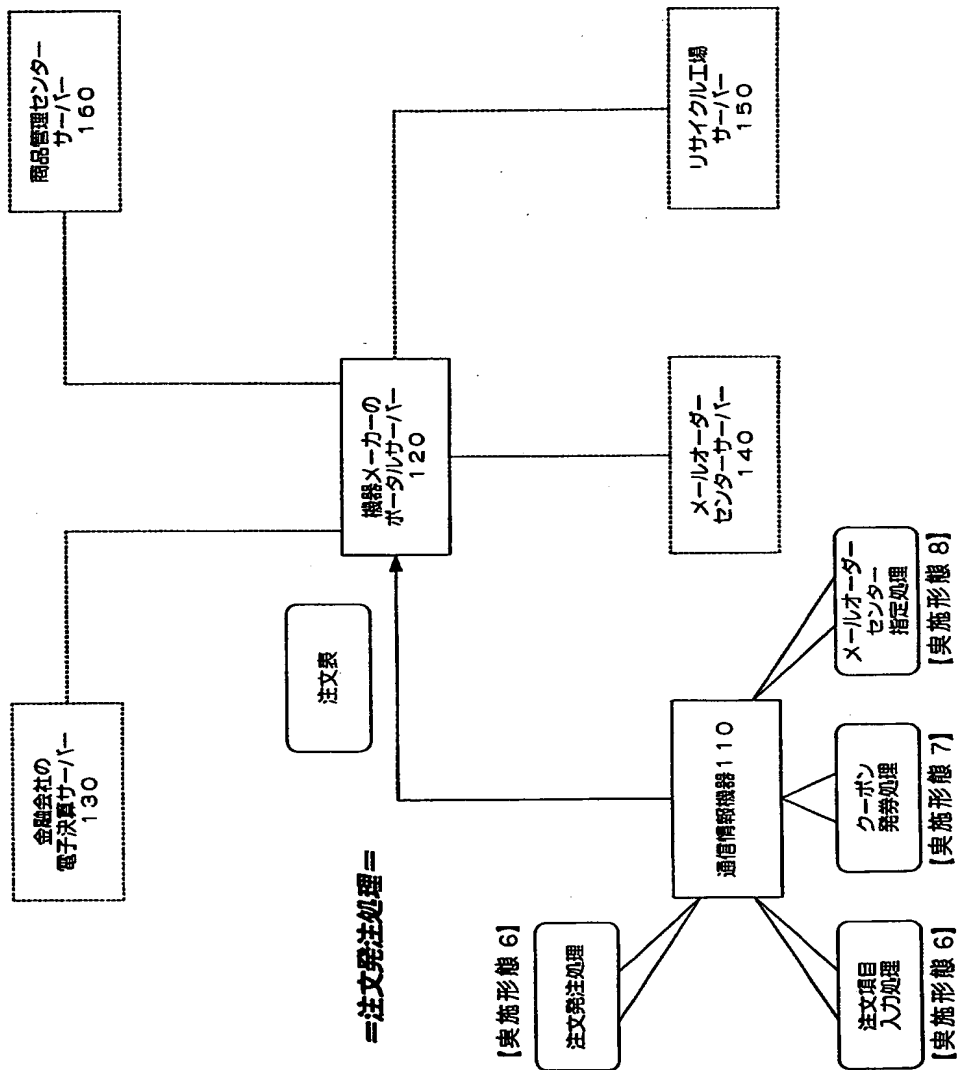 金融会社の
電子決算サーバー
130
商品管理センター
サーバー
160
=注文発注処理=
注文表
機器メーカーの
ポータルサーバー
120
【実施形態6】
注文発注処理
通信情報機器110
メールオーダー
センターサーバー
140
リサイクル工場
サーバー
150
注文項目
入力処理
【実施形態6】
クーポン
発券処理
【実施形態7】
メールオーダー
センター
指定処理
【実施形態8】